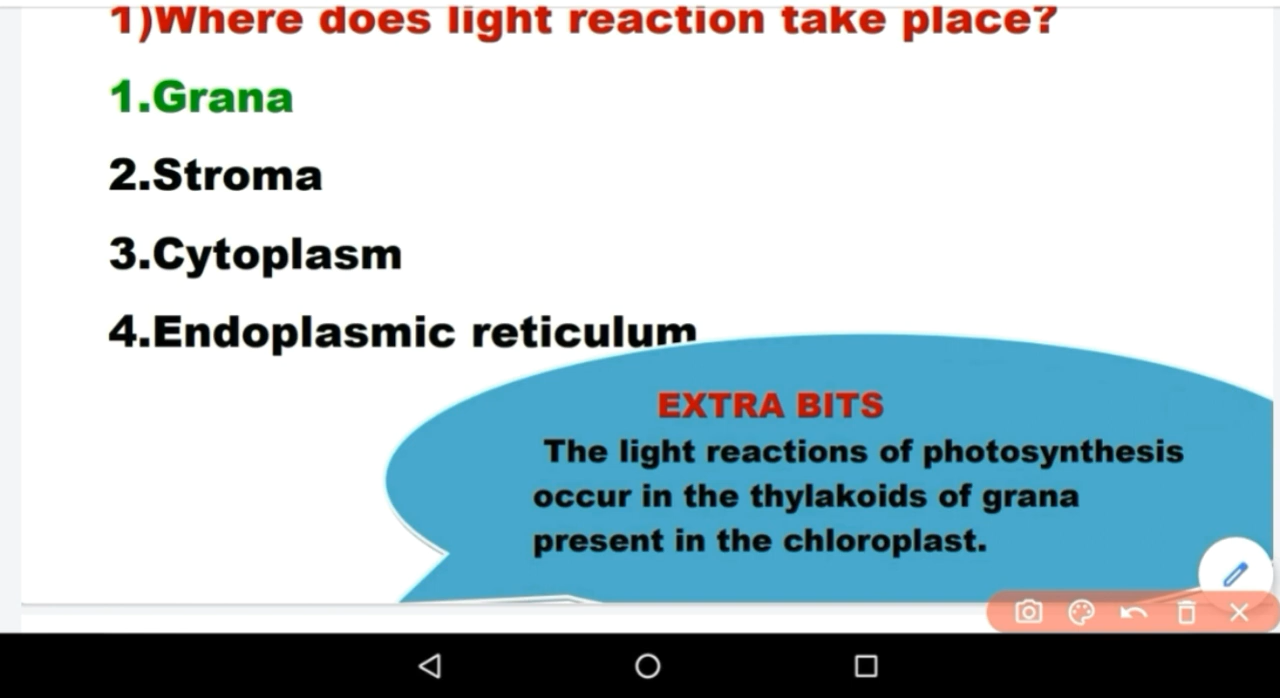 1)Where does light reaction take place?
1.Grana
2.Stroma
3.Cytoplasm
4.Endoplasmic reticulum
EXTRA BITS
The light reactions of photosynthesis
occur in the thylakoids of grana
present in the chloroplast.